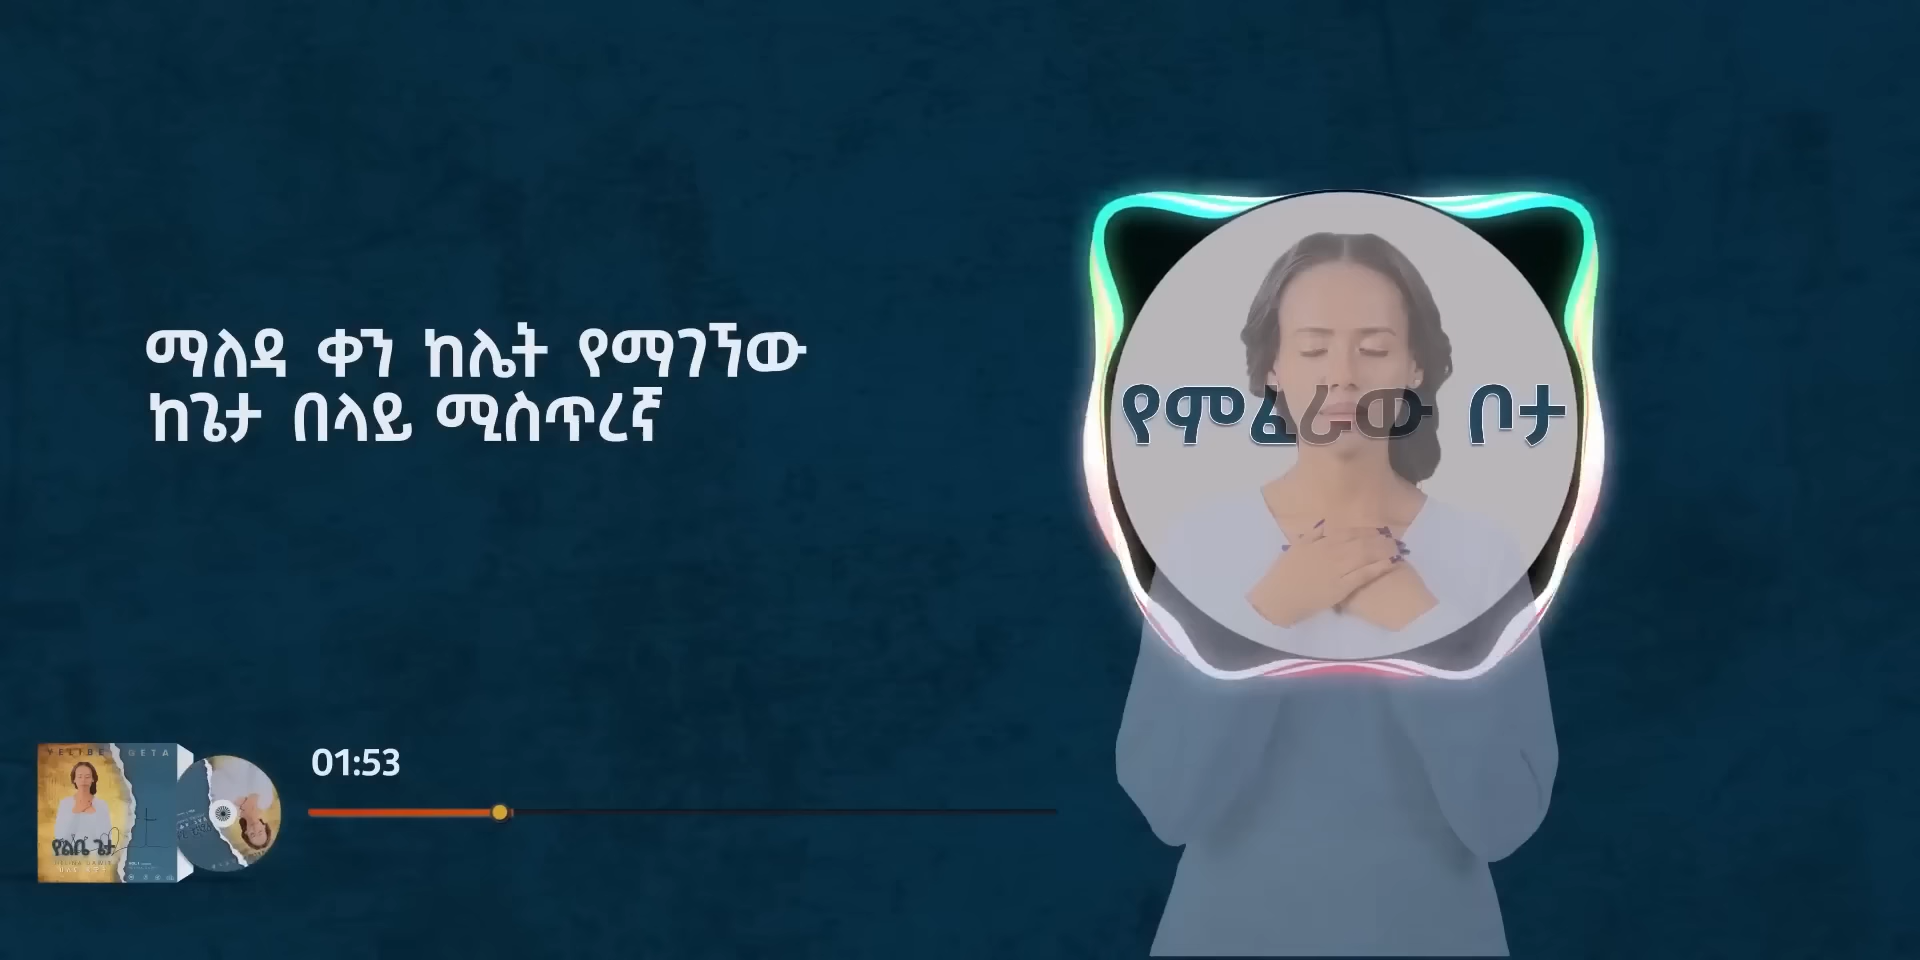 ማለዳ ቀን ከሌት የማገኘው
ከጌታ በላይ ሚስጥረኛ
የምፈራው ቦታ
01:53
YELIBE GETA
የልቤ ጌታ